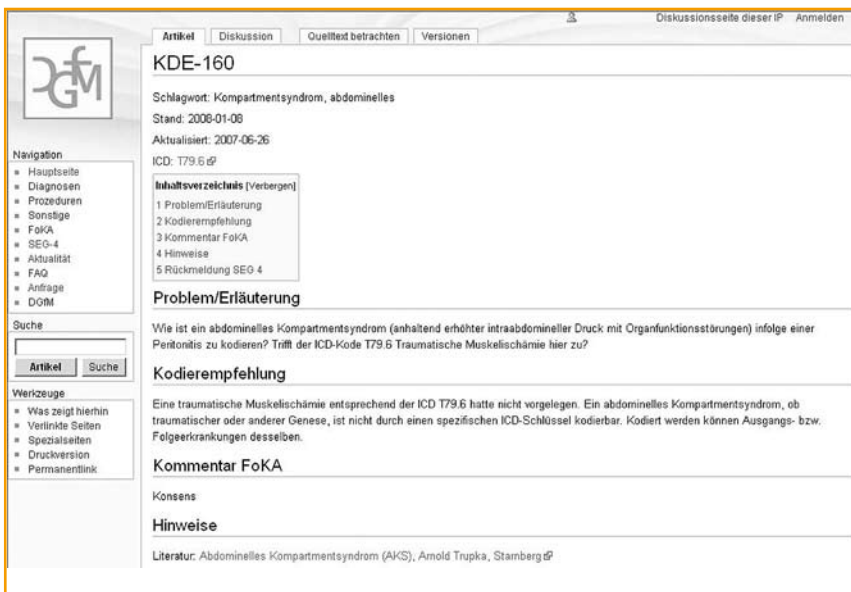 Diskussionsseite dieser IP Anmelden
Artikel Diskussion Quelltext betrachten Versionen
DGfM
KDE-160
Schlagwort: Kompartmentsyndrom, abdominelles
Stand: 2008-01-08
Aktualisiert: 2007-06-26
ICD: T79.6
Inhaltsverzeichnis [Verbergen]
1 Problem/Erläuterung
2 Kodierempfehlung
3 Kommentar FoKA
4 Hinweise
5 Rückmeldung SEG 4
Navigation
Hauptseite
Diagnosen
Prozeduren
Sonstige
FoKA
SEG-4
Aktualität
FAQ
Anfrage
DGfM
Suche
Artikel Suche
Werkzeuge
Was zeigt hierhin
Verlinkte Seiten
Spezialseiten
Druckversion
Permanentlink
Problem/Erläuterung
Wie ist ein abdominelles Kompartmentsyndrom (anhaltend erhöhter intraabdomineller Druck mit Organfunktionsstörungen) infolge einer
Peritonitis zu kodieren? Trifft der ICD-Kode T79.6 Traumatische Muskelischämie hier zu?
Kodierempfehlung
Eine traumatische Muskelischämie entsprechend der ICD T79.6 hatte nicht vorgelegen. Ein abdominelles Kompartmentsyndrom, ob
traumatischer oder anderer Genese, ist nicht durch einen spezifischen ICD-Schlüssel kodierbar. Kodiert werden können Ausgangs- bzw.
Folgeerkrankungen desselben.
Kommentar FoKA
Konsens
Hinweise
Literatur: Abdominelles Kompartmentsyndrom (AKS), Arnold Trupka, Starnberg